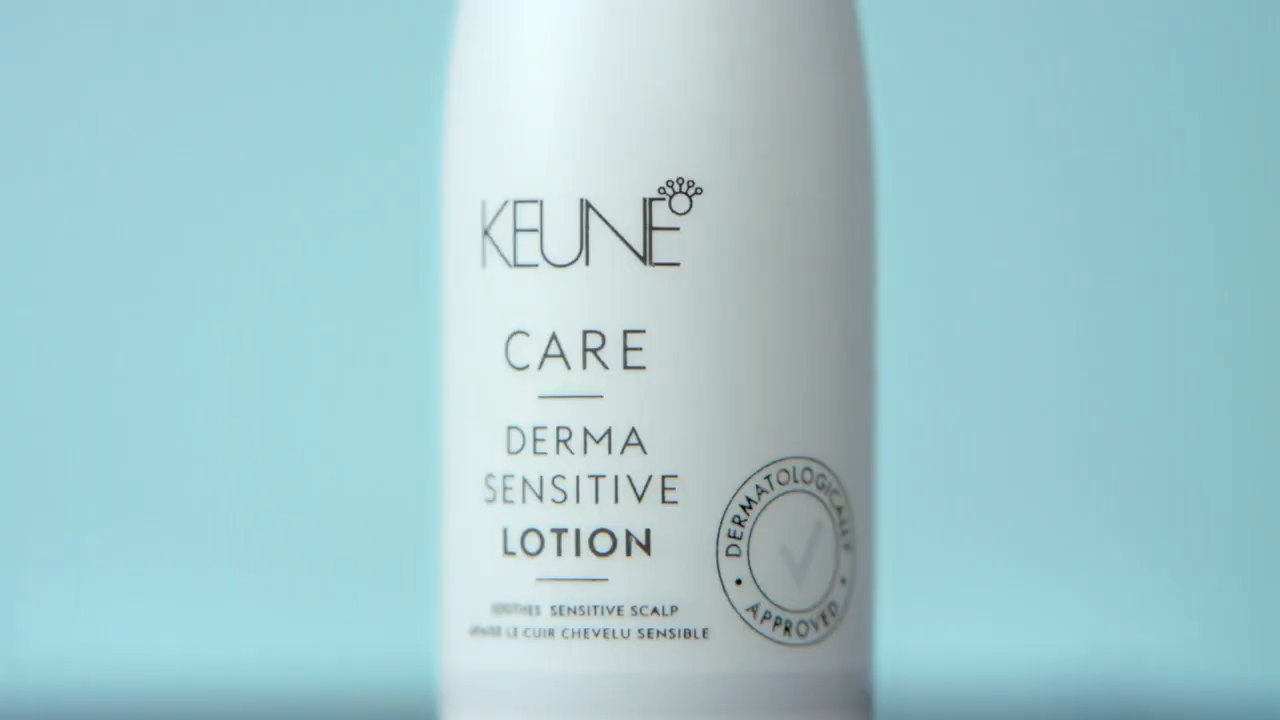 KEUNE
CARE
DERMA
SENSITIVE
LOTION
SOOTHES SENSITIVE SCALP
APAISE LE CUIR CHEVELU SENSIBLE
DERMATOLOGICALLY
APPROVED